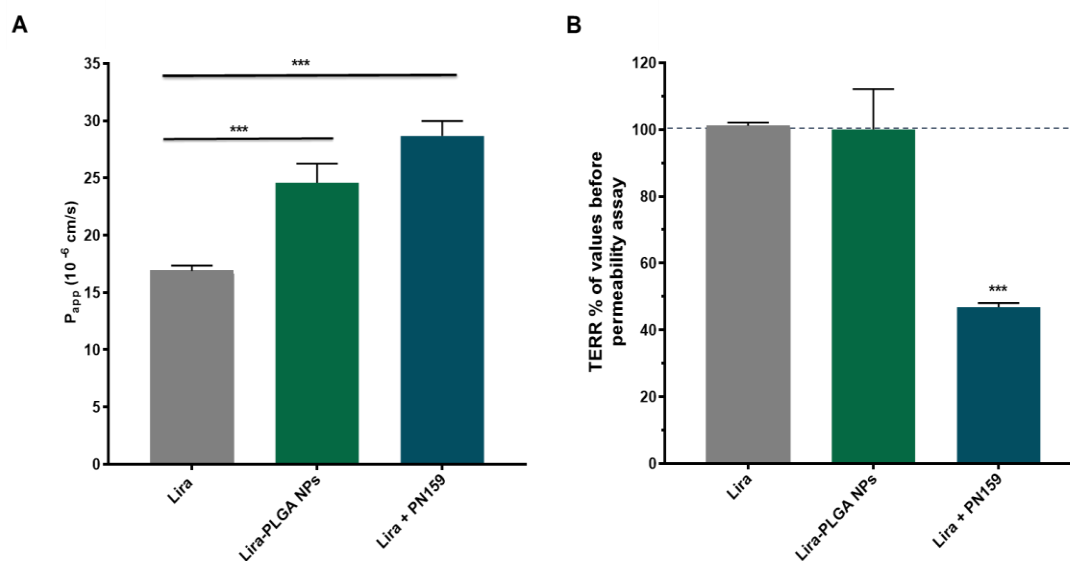 A
35
30
25
20
15
10
5
0
P_app (10 ⁻⁶ cm/s)
***
***
Lira
Lira-PLGA NPs
Lira + PN159
B
120
100
80
60
40
20
0
TERR % of values before
permeability assay
***
Lira
Lira-PLGA NPs
Lira + PN159